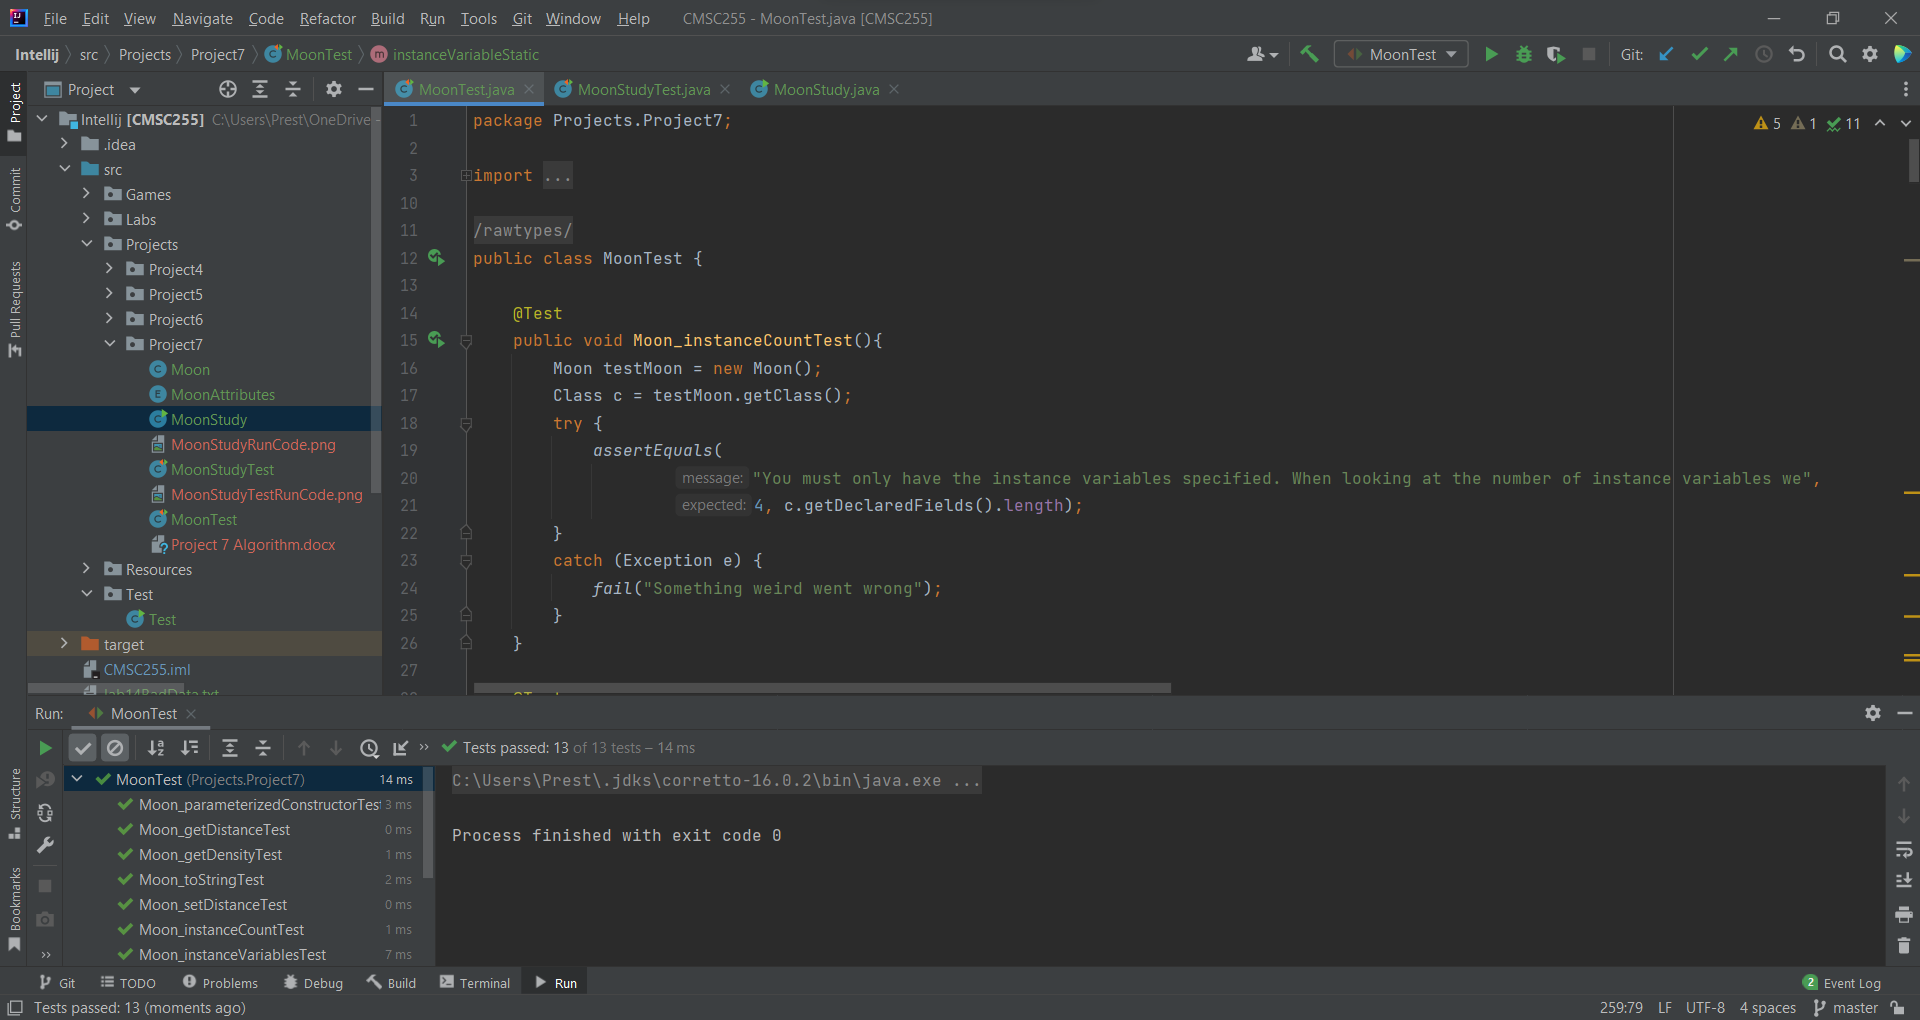 File Edit View Navigate Code Refactor Build Run Tools Git Window Help CMSC255 - MoonTest.java [CMSC255]
Intellij src Projects Project7 MoonTest instanceVariableStatic MoonTest Git:
Project MoonTest.java MoonStudyTest.java MoonStudy.java
Project
Commit
Pull Requests
Structure
Bookmarks
Intellij [CMSC255] C:\Users\Prest\OneDrive -
.idea
src
Games
Labs
Projects
Project4
Project5
Project6
Project7
Moon
MoonAttributes
MoonStudy
MoonStudyRunCode.png
MoonStudyTest
MoonStudyTestRunCode.png
MoonTest
Project 7 Algorithm.docx
Resources
Test
Test
target
CMSC255.iml
lab14BadData.txt
5 1 11
1 package Projects.Project7;
2
3 import ...
10
11 /rawtypes/
12 public class MoonTest {
13
14 @Test
15 public void Moon_instanceCountTest(){
16 Moon testMoon = new Moon();
17 Class c = testMoon.getClass();
18 try {
19 assertEquals(
20 message: "You must only have the instance variables specified. When looking at the number of instance variables we",
21 expected: 4, c.getDeclaredFields().length);
22 }
23 catch (Exception e) {
24 fail("Something weird went wrong");
25 }
26 }
27
Run: MoonTest
Tests passed: 13 of 13 tests – 14 ms
MoonTest (Projects.Project7) 14 ms
Moon_parameterizedConstructorTest 3 ms
Moon_getDistanceTest 0 ms
Moon_getDensityTest 1 ms
Moon_toStringTest 2 ms
Moon_setDistanceTest 0 ms
Moon_instanceCountTest 1 ms
Moon_instanceVariablesTest 7 ms
C:\Users\Prest\.jdks\corretto-16.0.2\bin\java.exe ...
Process finished with exit code 0
Git TODO Problems Debug Build Terminal Run 2 Event Log
Tests passed: 13 (moments ago) 259:79 LF UTF-8 4 spaces master